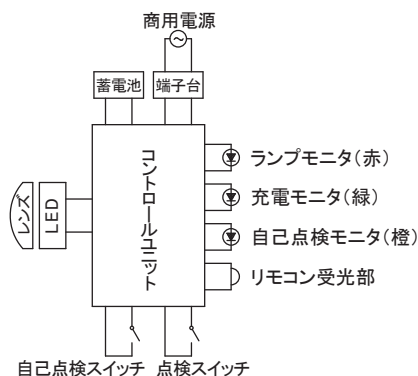 商用電源
蓄電池
端子台
コントロールユニット
レンズ
LED
ランプモニタ(赤)
充電モニタ(緑)
自己点検モニタ(橙)
リモコン受光部
自己点検スイッチ
点検スイッチ